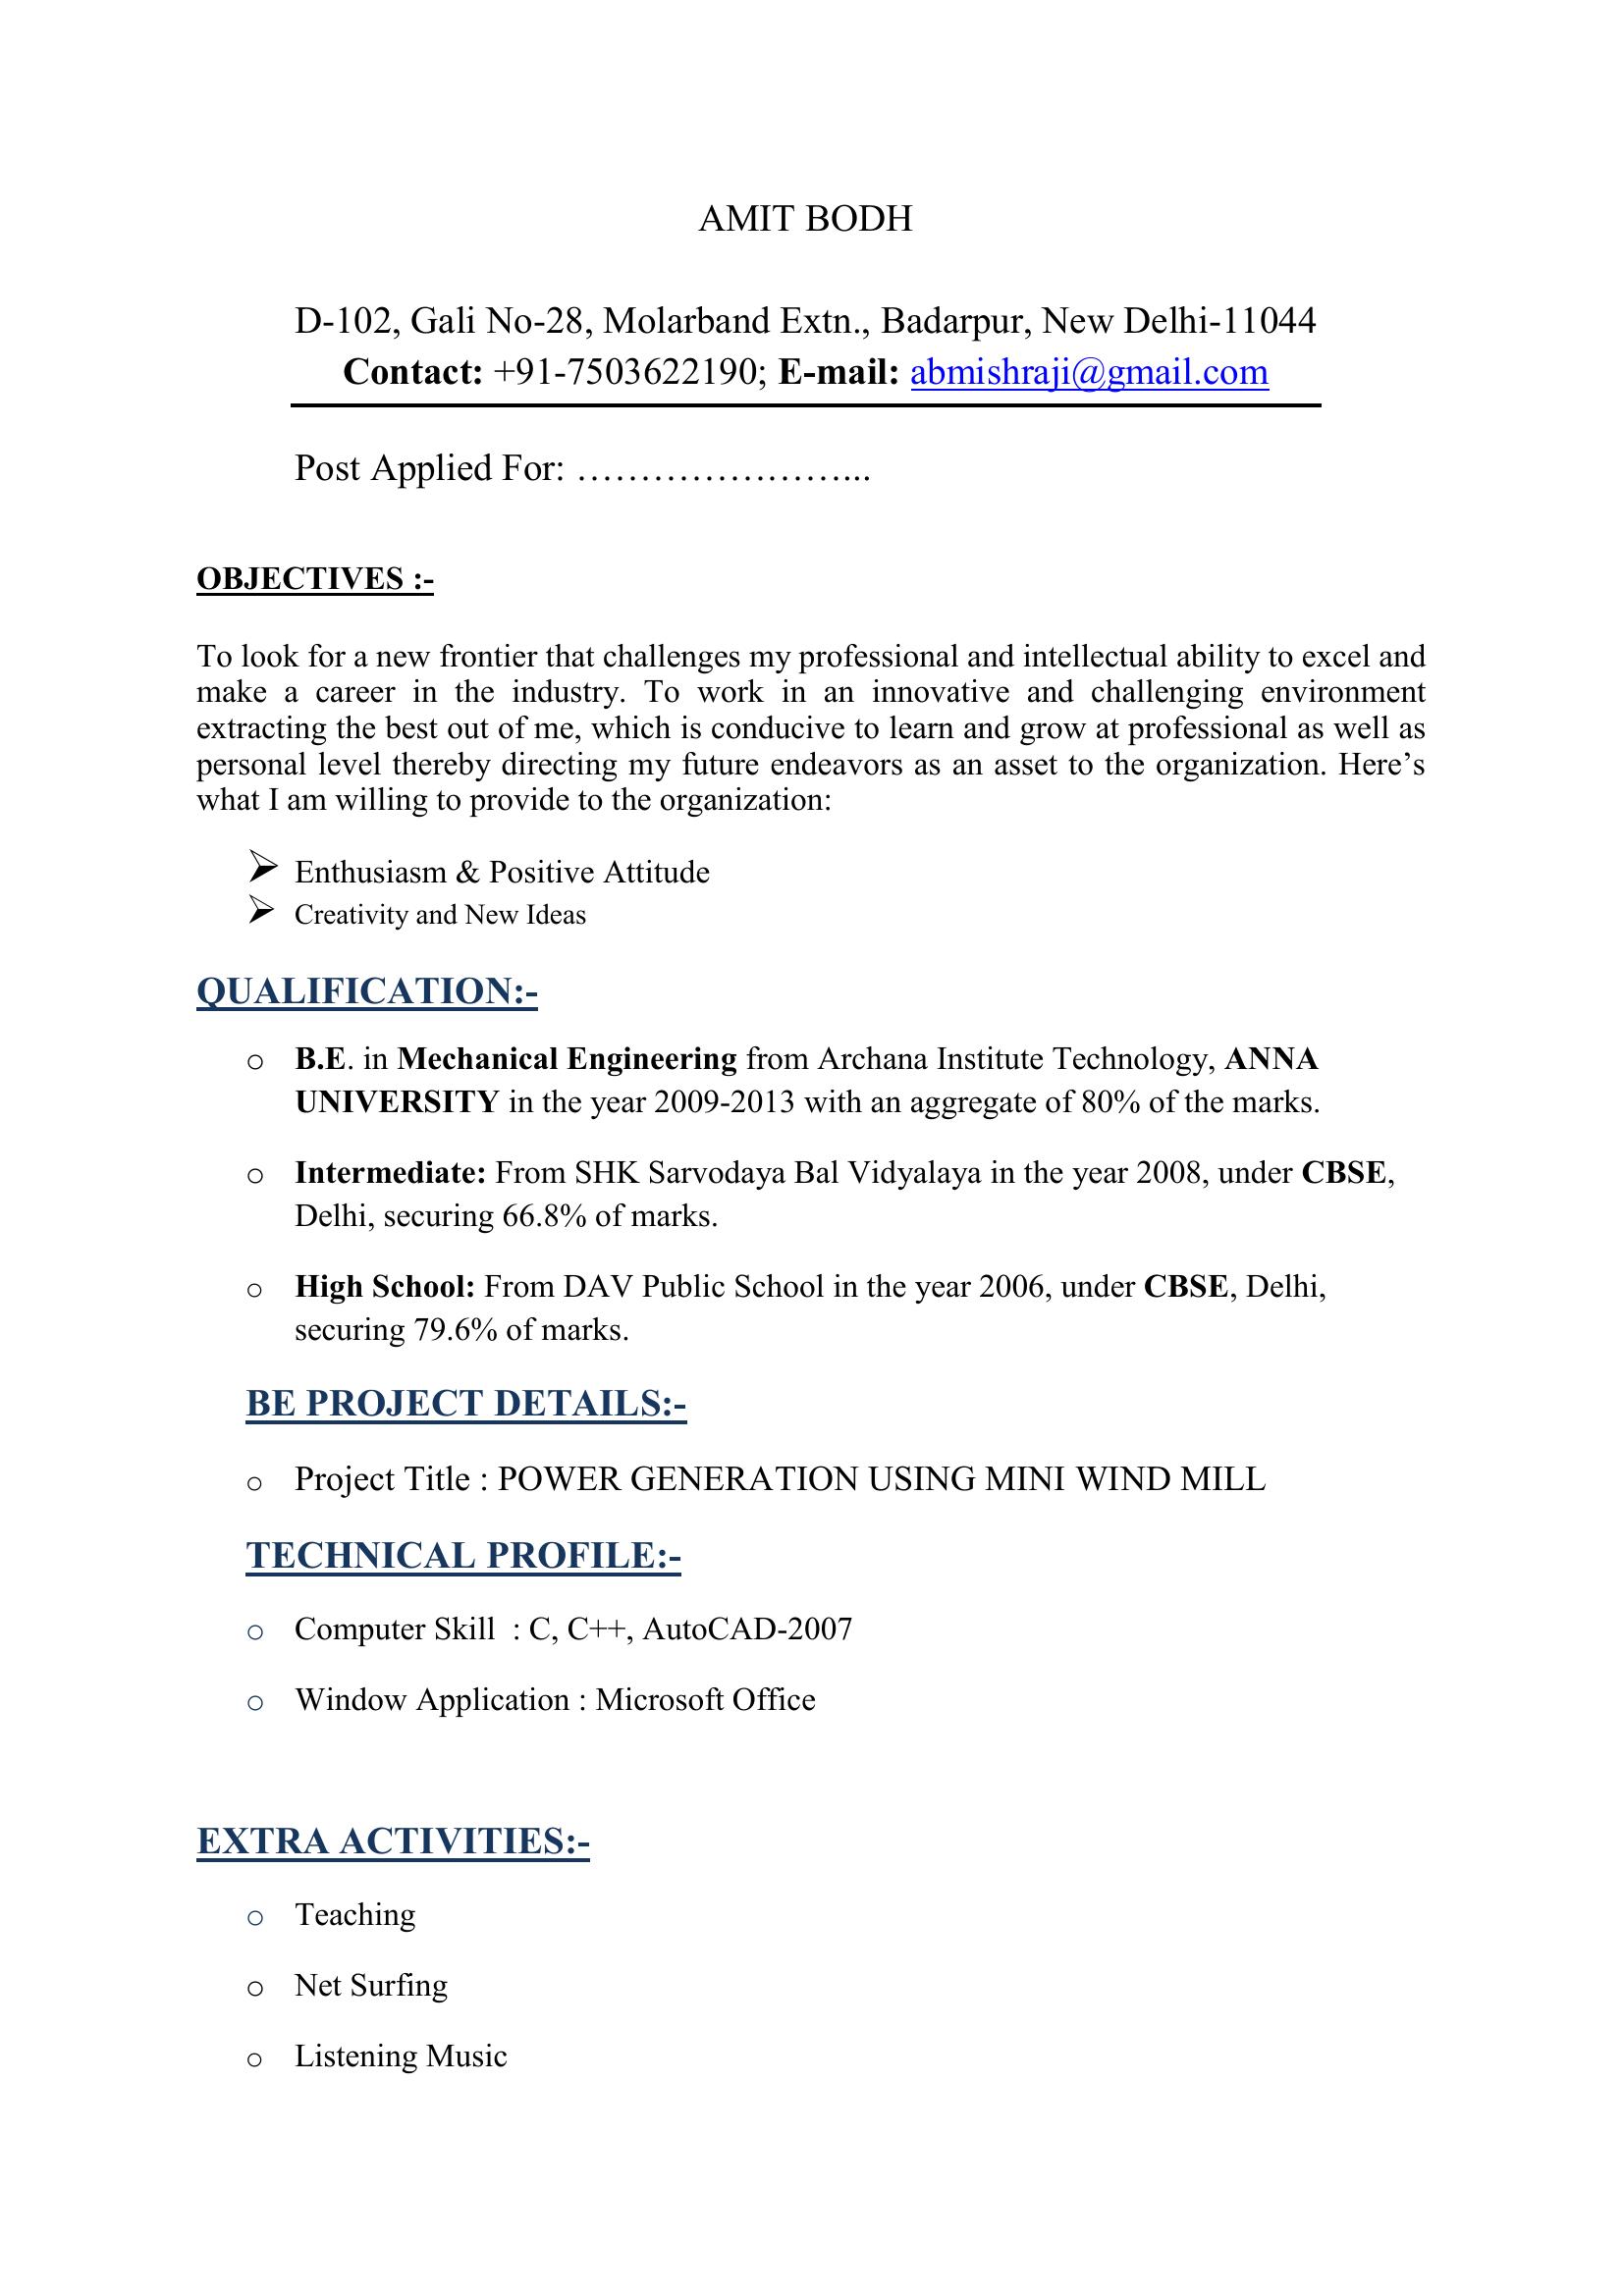 AMIT BODH
D-102, Gali No-28, Molarband Extn., Badarpur, New Delhi-11044
Contact: +91-7503622190; E-mail: abmishraji@gmail.com
Post Applied For: …………………...
OBJECTIVES :-
To look for a new frontier that challenges my professional and intellectual ability to excel and
make a career in the industry. To work in an innovative and challenging environment
extracting the best out of me, which is conducive to learn and grow at professional as well as
personal level thereby directing my future endeavors as an asset to the organization. Here’s
what I am willing to provide to the organization:
➢ Enthusiasm & Positive Attitude
➢ Creativity and New Ideas
QUALIFICATION:-
o B.E. in Mechanical Engineering from Archana Institute Technology, ANNA
UNIVERSITY in the year 2009-2013 with an aggregate of 80% of the marks.
o Intermediate: From SHK Sarvodaya Bal Vidyalaya in the year 2008, under CBSE,
Delhi, securing 66.8% of marks.
o High School: From DAV Public School in the year 2006, under CBSE, Delhi,
securing 79.6% of marks.
BE PROJECT DETAILS:-
o Project Title : POWER GENERATION USING MINI WIND MILL
TECHNICAL PROFILE:-
o Computer Skill : C, C++, AutoCAD-2007
o Window Application : Microsoft Office
EXTRA ACTIVITIES:-
o Teaching
o Net Surfing
o Listening Music